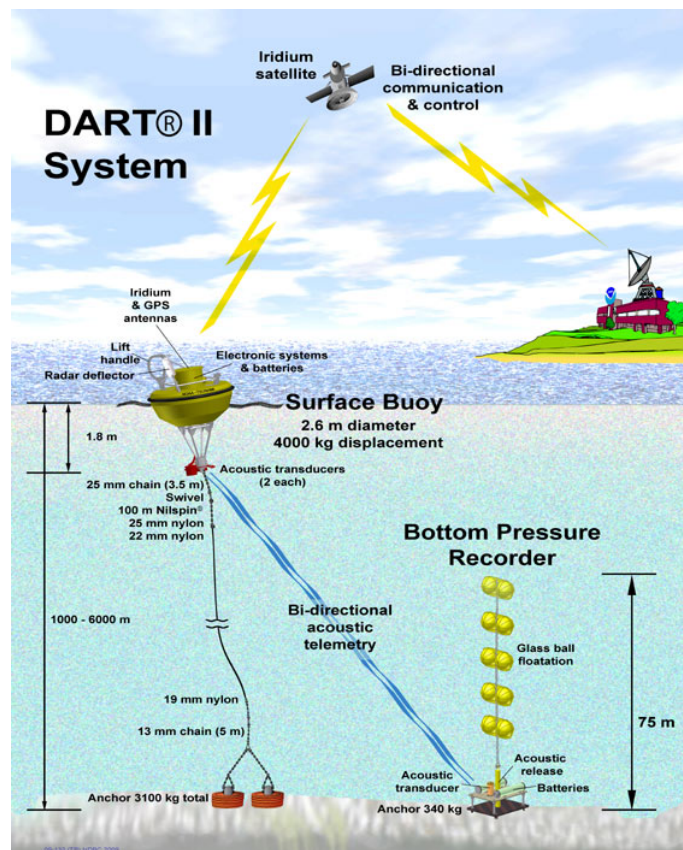 Iridium
satellite
Bi-directional
communication
& control
DART® II
System
Iridium
& GPS
antennas
Lift
handle
Radar deflector
Electronic systems
& batteries
Surface Buoy
2.6 m diameter
4000 kg displacement
1.8 m
Acoustic transducers
(2 each)
25 mm chain (3.5 m)
Swivel
100 m Nilspin®
25 mm nylon
22 mm nylon
Bottom Pressure
Recorder
Bi-directional
acoustic
telemetry
1000 - 6000 m
Glass ball
floatation
75 m
19 mm nylon
13 mm chain (5 m)
Acoustic
release
Acoustic
transducer
Batteries
Anchor 3100 kg total
Anchor 340 kg